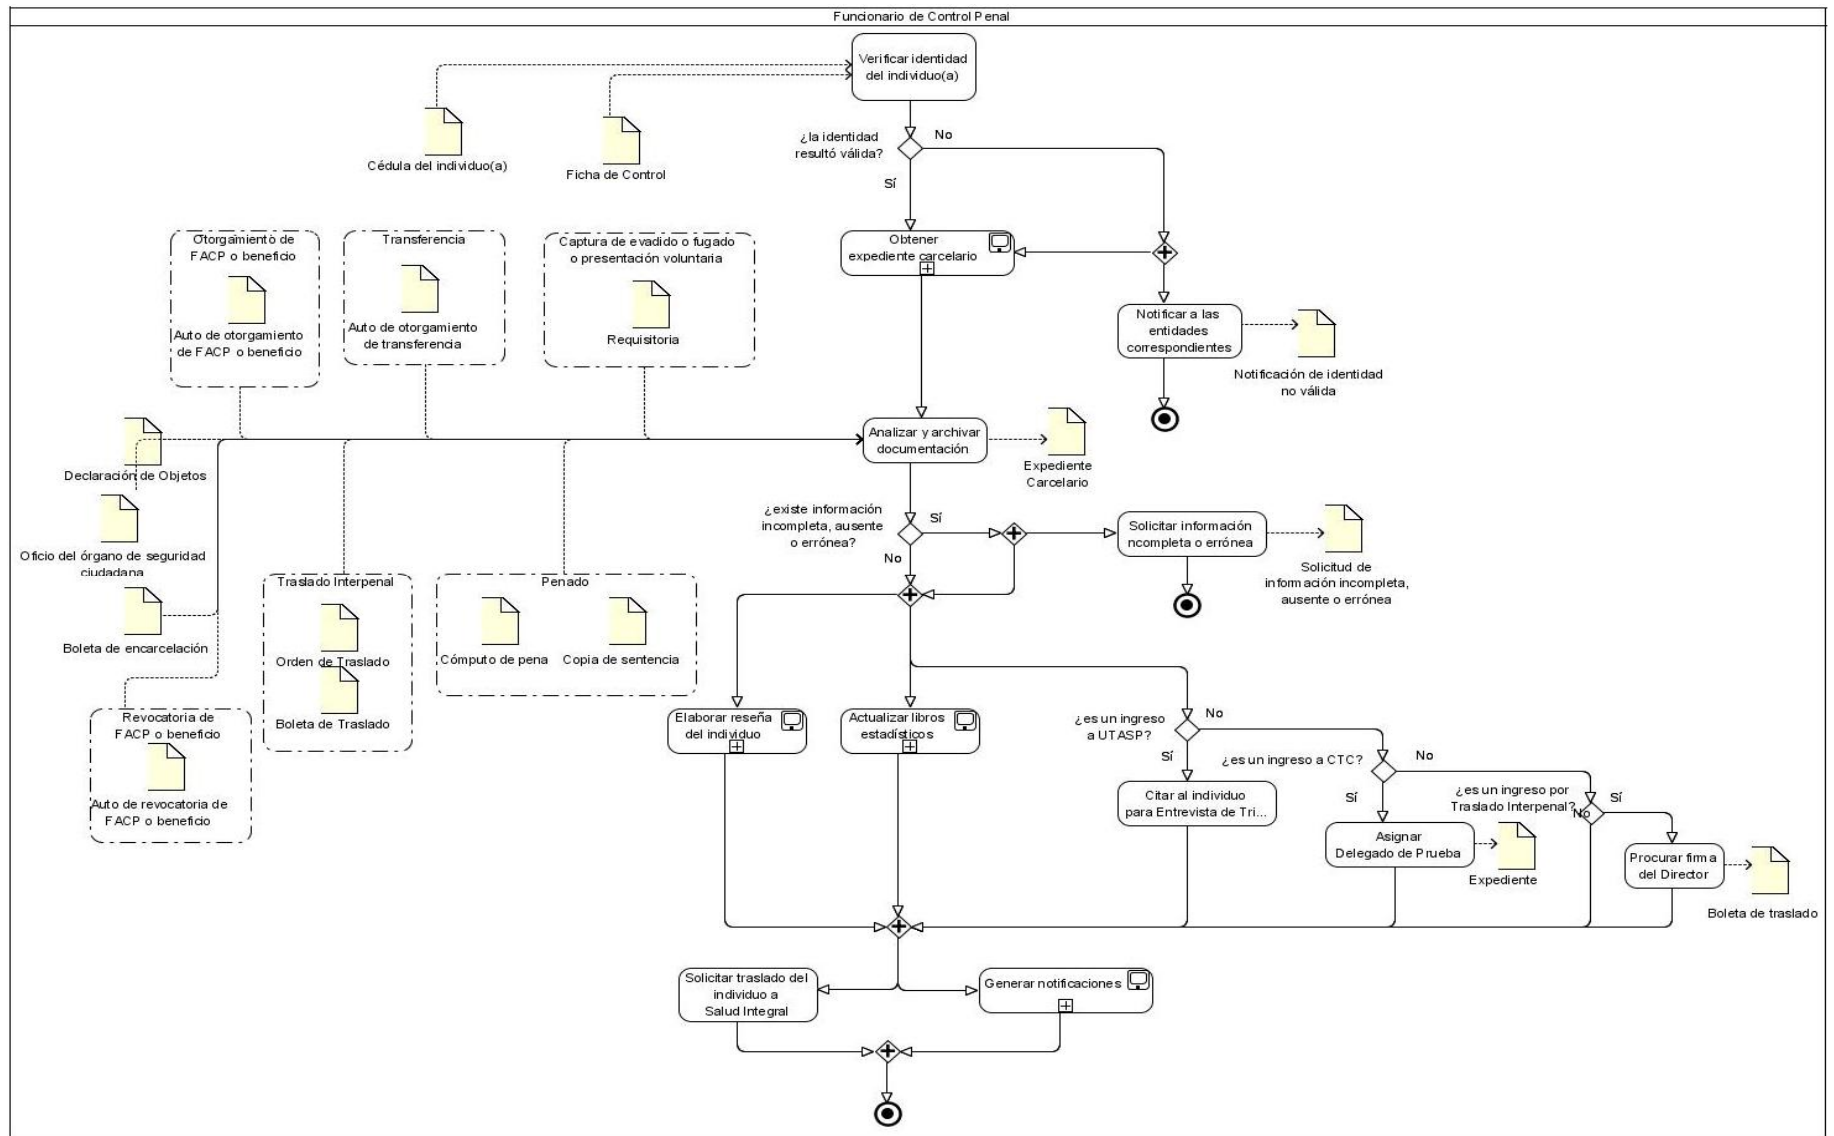 Funcionario de Control Penal
Verificar identidad
del individuo(a)
Cédula del individuo(a)
Ficha de Control
¿la identidad
resultó válida?
No
Sí
Otorgamiento de
FACP o beneficio
Auto de otorgamiento
de FACP o beneficio
Transferencia
Auto de otorgamiento
de transferencia
Captura de evadido o fugado
o presentación voluntaria
Requisitoria
Obtener
expediente carcelario
Notificar a las
entidades
correspondientes
Notificación de identidad
no válida
Declaración de Objetos
Analizar y archivar
documentación
Expediente
Carcelario
Oficio del órgano de seguridad
ciudadana
¿existe información
incompleta, ausente
o errónea?
Sí
No
Solicitar información
ncompleta o errónea
Solicitud de
información incompleta,
ausente o errónea
Boleta de encarcelación
Traslado Interpenal
Orden de Traslado
Boleta de Traslado
Penado
Cómputo de pena
Copia de sentencia
Revocatoria de
FACP o beneficio
Auto de revocatoria de
FACP o beneficio
Elaborar reseña
del individuo
Actualizar libros
estadísticos
¿es un ingreso
a UTASP?
No
Sí
Citar al individuo
para Entrevista de Tri...
¿es un ingreso a CTC?
No
Sí
Asignar
Delegado de Prueba
Expediente
¿es un ingreso por
Traslado Interpenal?
Sí
No
Procurar firma
del Director
Boleta de traslado
Solicitar traslado del
individuo a
Salud Integral
Generar notificaciones